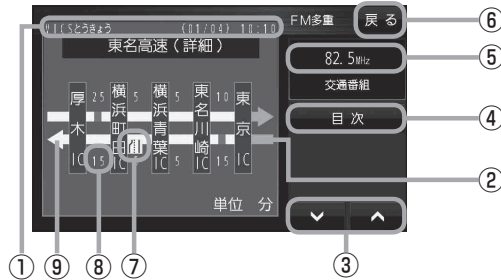 VICSとうきょう (01/04) 10:10
FM多重
戻る
⑥
東名高速(詳細)
82.5MHz
⑤
交通番組
目次
④
厚木IC 25 横浜町田IC 5 横浜青葉IC 5 東名川崎IC 10 東京IC
15 5 15
②
単位 分
① ⑨ ⑧ ⑦ ③